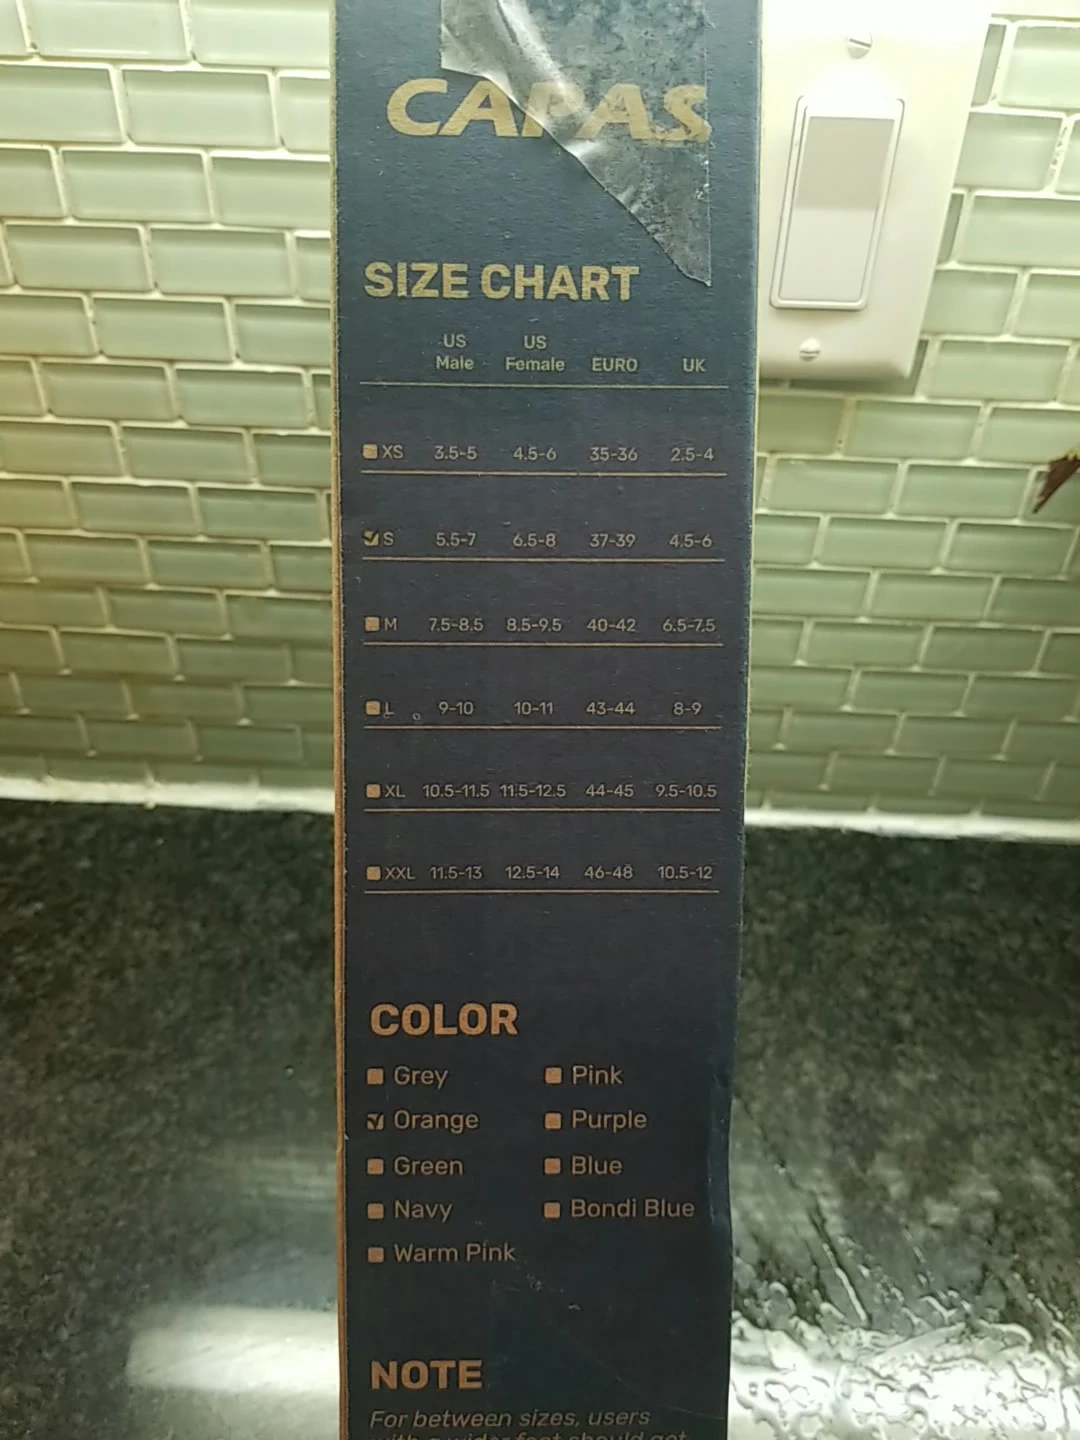 CAPAS
SIZE CHART
US Male US Female EURO UK
XS 3.5-5 4.5-6 35-36 2.5-4
S 5.5-7 6.5-8 37-39 4.5-6
M 7.5-8.5 8.5-9.5 40-42 6.5-7.5
L 9-10 10-11 43-44 8-9
XL 10.5-11.5 11.5-12.5 44-45 9.5-10.5
XXL 11.5-13 12.5-14 46-48 10.5-12
COLOR
Grey Pink
Orange Purple
Green Blue
Navy Bondi Blue
Warm Pink
NOTE
For between sizes, users
with a wider foot should get